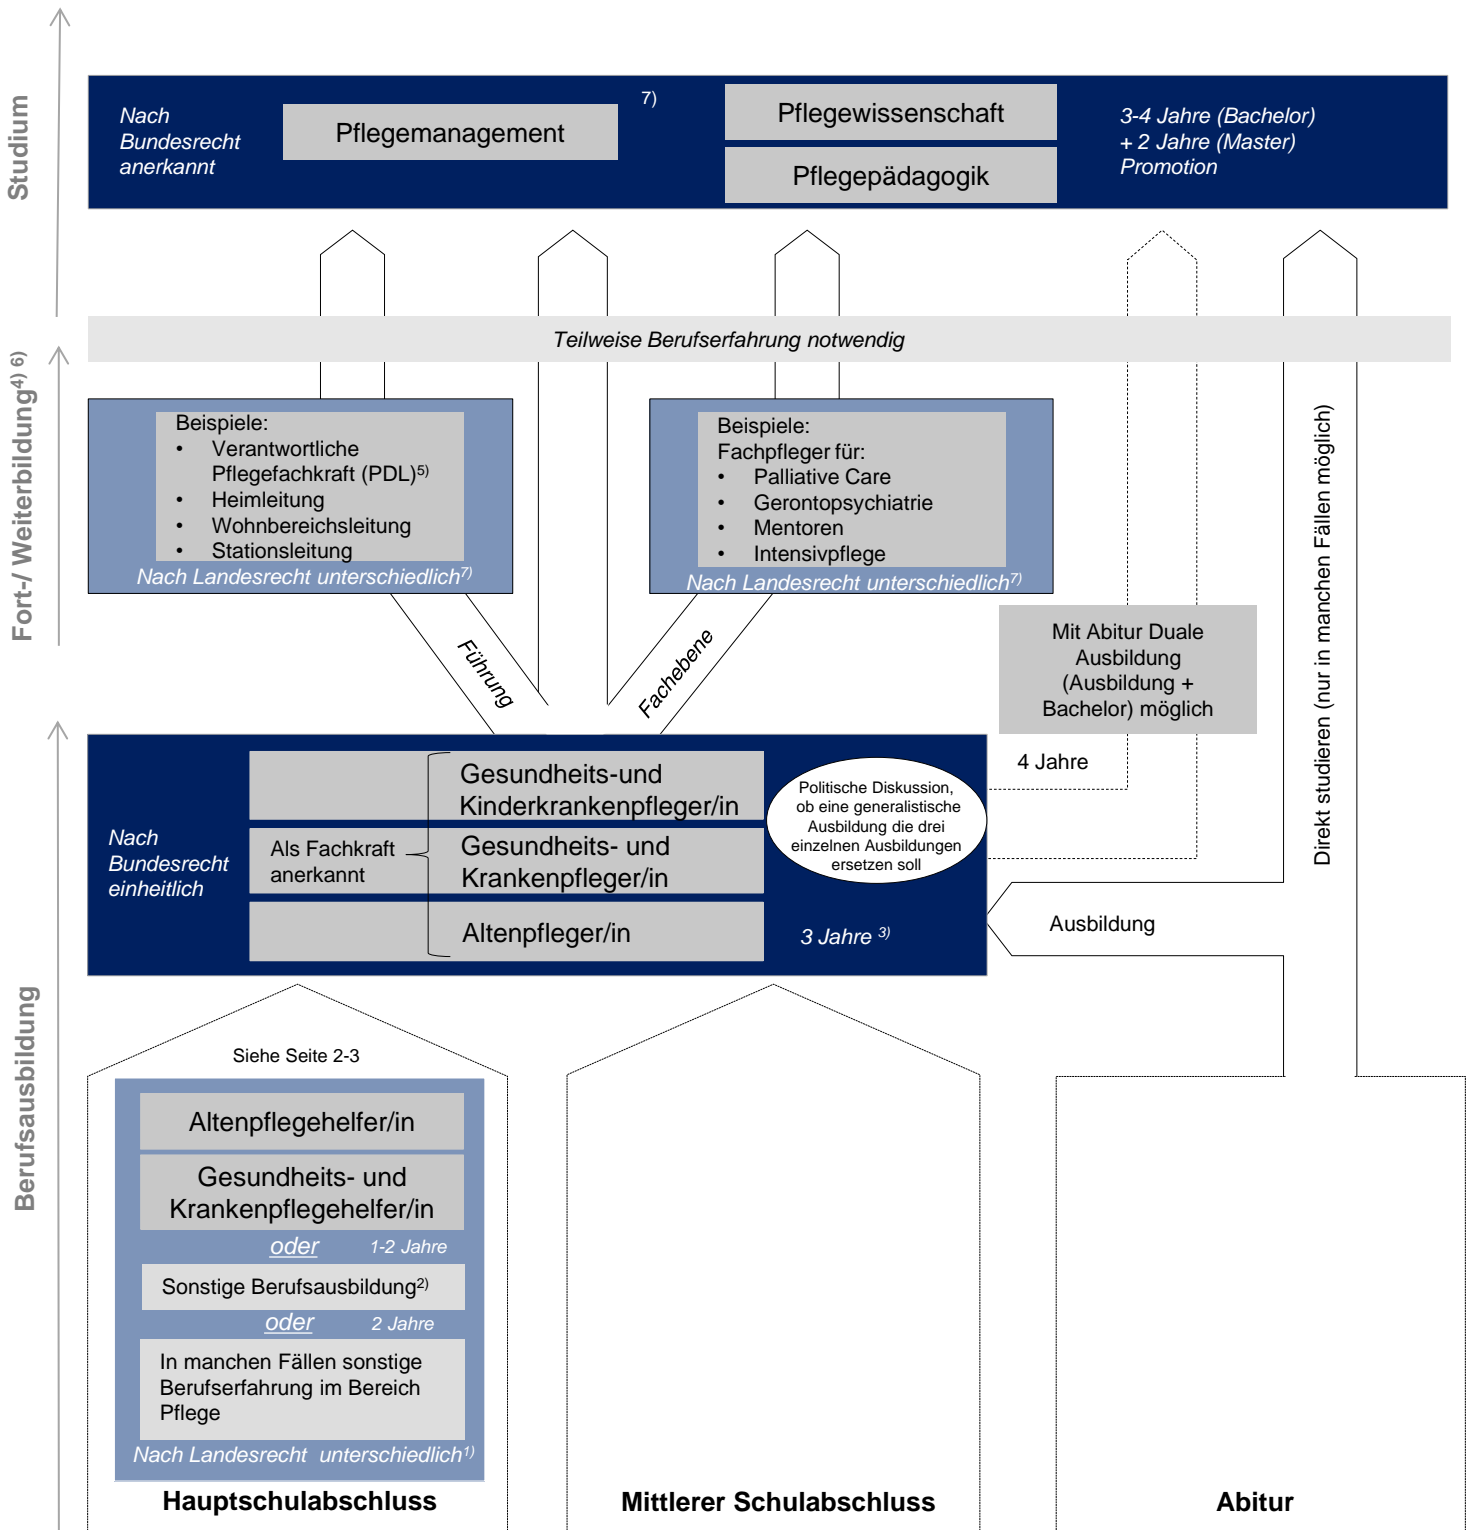 Studium
Nach
Bundesrecht
anerkannt
Pflegemanagement
7)
Pflegewissenschaft
Pflegepädagogik
3-4 Jahre (Bachelor)
+ 2 Jahre (Master)
Promotion
Teilweise Berufserfahrung notwendig
Fort-/ Weiterbildung4) 6)
Beispiele:
• Verantwortliche
Pflegefachkraft (PDL)5)
• Heimleitung
• Wohnbereichsleitung
• Stationsleitung
Nach Landesrecht unterschiedlich7)
Beispiele:
Fachpfleger für:
• Palliative Care
• Gerontopsychiatrie
• Mentoren
• Intensivpflege
Nach Landesrecht unterschiedlich7)
Führung
Fachebene
Mit Abitur Duale
Ausbildung
(Ausbildung +
Bachelor) möglich
4 Jahre
Direkt studieren (nur in manchen Fällen möglich)
Berufsausbildung
Nach
Bundesrecht
einheitlich
Als Fachkraft
anerkannt
Gesundheits-und
Kinderkrankenpfleger/in
Gesundheits- und
Krankenpfleger/in
Altenpfleger/in
Politische Diskussion,
ob eine generalistische
Ausbildung die drei
einzelnen Ausbildungen
ersetzen soll
3 Jahre 3)
Ausbildung
Siehe Seite 2-3
Altenpflegehelfer/in
Gesundheits- und
Krankenpflegehelfer/in
oder 1-2 Jahre
Sonstige Berufsausbildung2)
oder 2 Jahre
In manchen Fällen sonstige
Berufserfahrung im Bereich
Pflege
Nach Landesrecht unterschiedlich1)
Hauptschulabschluss
Mittlerer Schulabschluss
Abitur